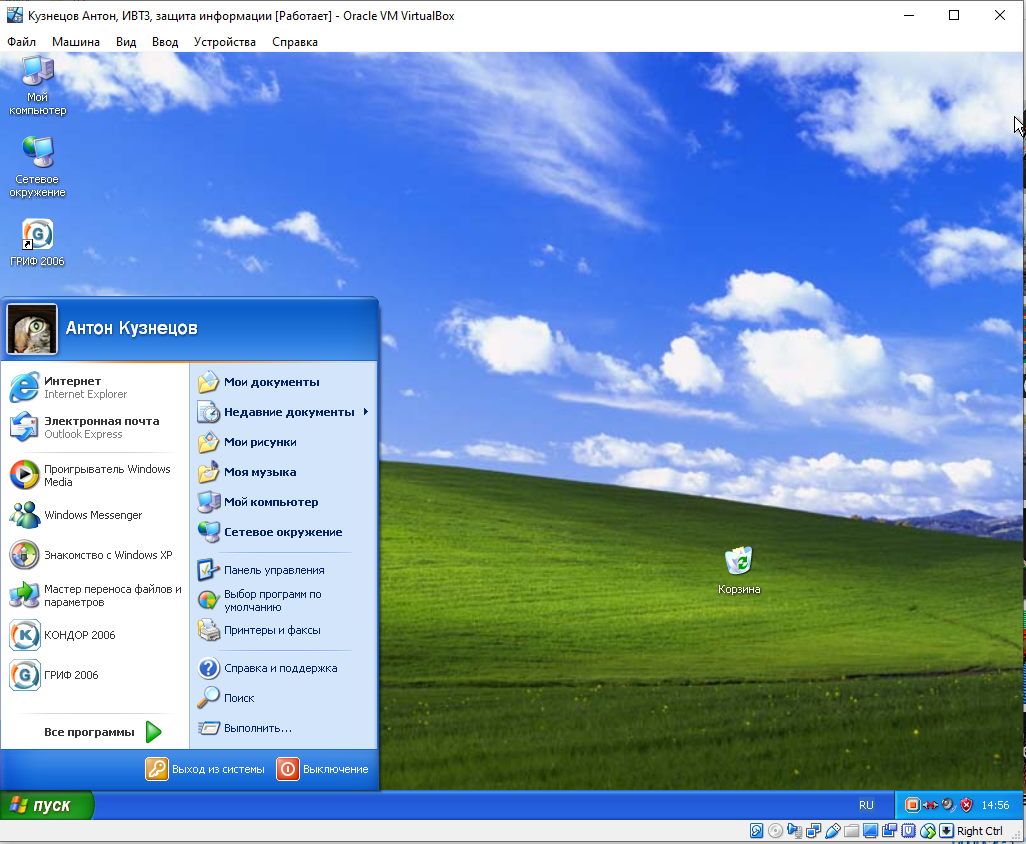 Кузнецов Антон, ИВТЗ, защита информации [Работает] - Oracle VM VirtualBox
Файл Машина Вид Ввод Устройства Справка
Мой
компьютер
Сетевое
окружение
ГРИФ 2006
Антон Кузнецов
Интернет
Internet Explorer
Электронная почта
Outlook Express
Проигрыватель Windows
Media
Windows Messenger
Знакомство с Windows XP
Мастер переноса файлов и
параметров
КОНДОР 2006
ГРИФ 2006
Все программы
Мои документы
Недавние документы
Мои рисунки
Моя музыка
Мой компьютер
Сетевое окружение
Панель управления
Выбор программ по
умолчанию
Принтеры и факсы
Справка и поддержка
Поиск
Выполнить...
Выход из системы
Выключение
Корзина
пуск
RU
14:56
Right Ctrl